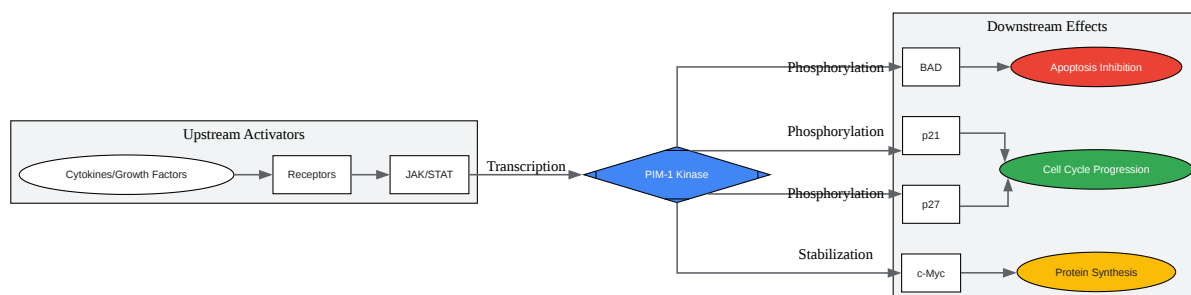 Downstream Effects
Phosphorylation
BAD
Apoptosis Inhibition
Upstream Activators
Cytokines/Growth Factors
Receptors
JAK/STAT
Transcription
PIM-1 Kinase
Phosphorylation
p21
Cell Cycle Progression
Phosphorylation
p27
Stabilization
c-Myc
Protein Synthesis